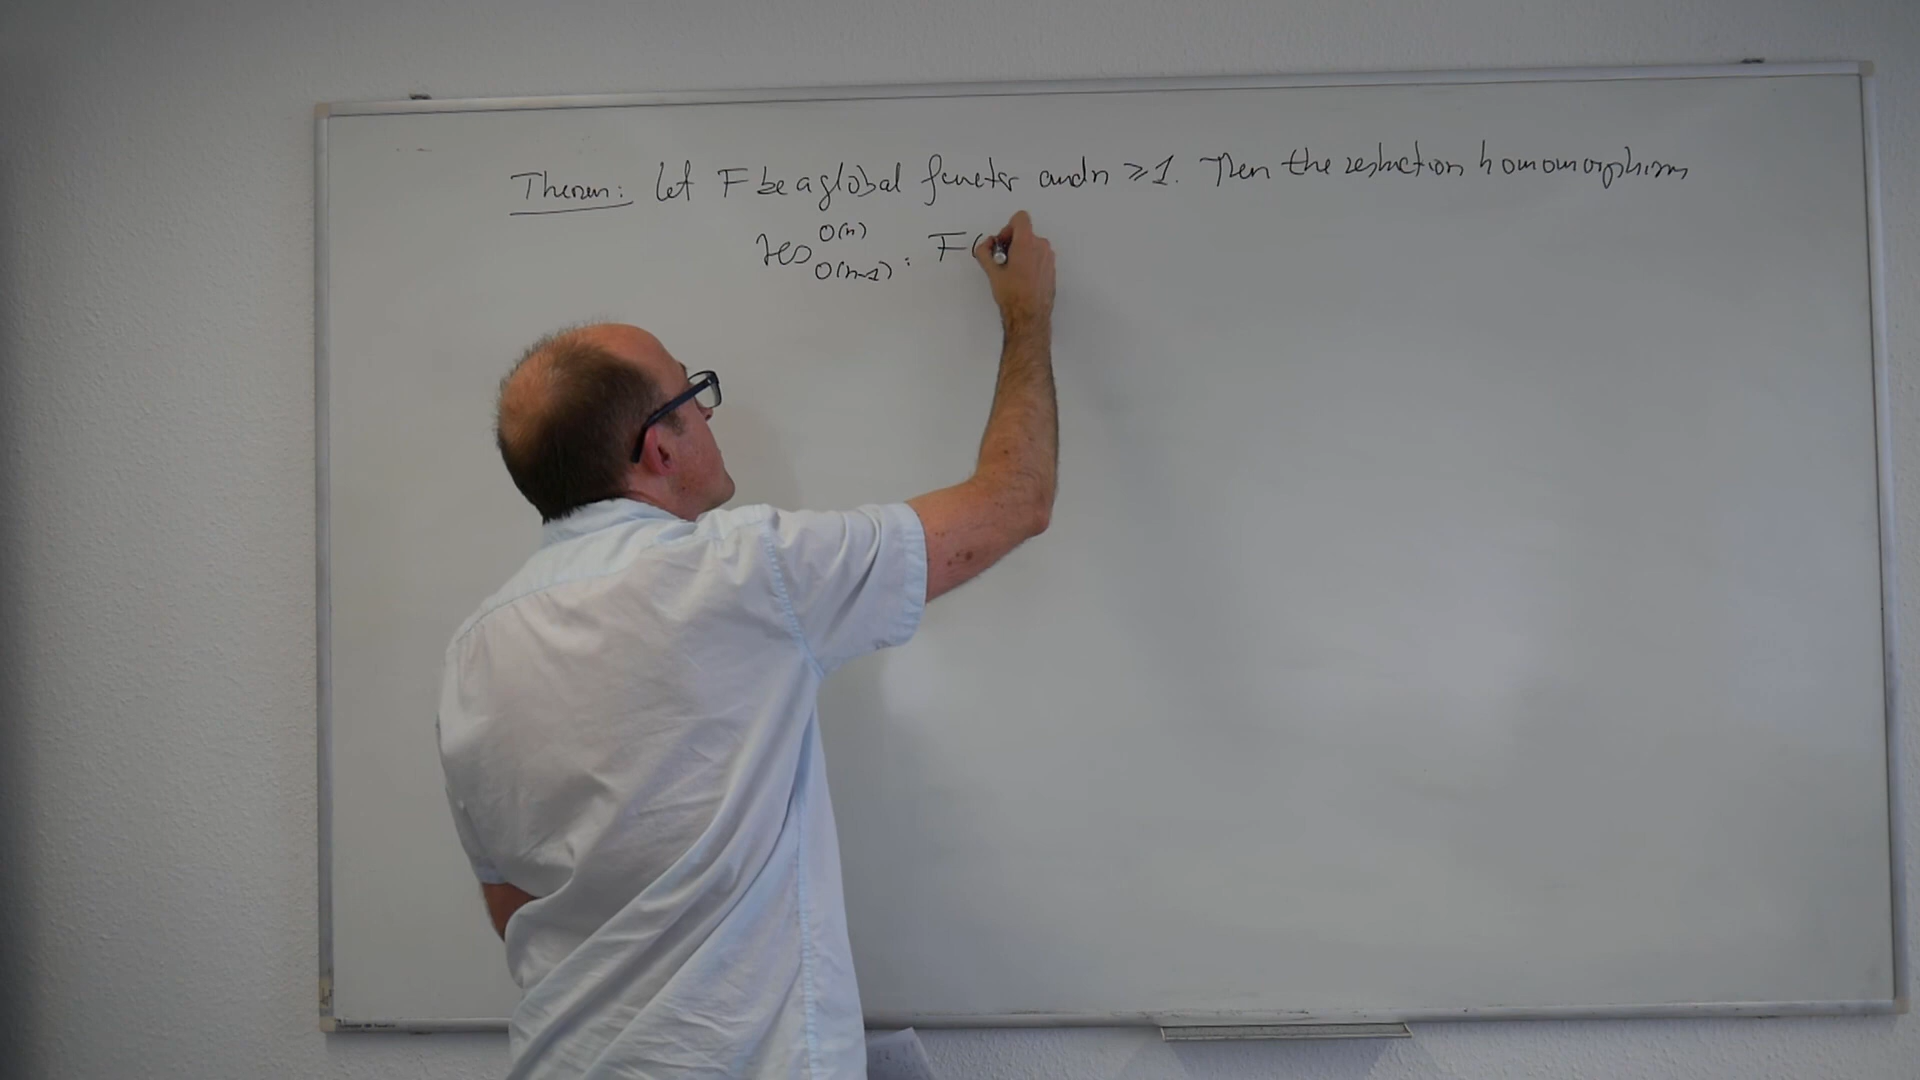 Theorem: Let F be a global functor and n ≥ 1. Then the restriction homomorphism
res^{O(n)}_{O(n-1)} : F(